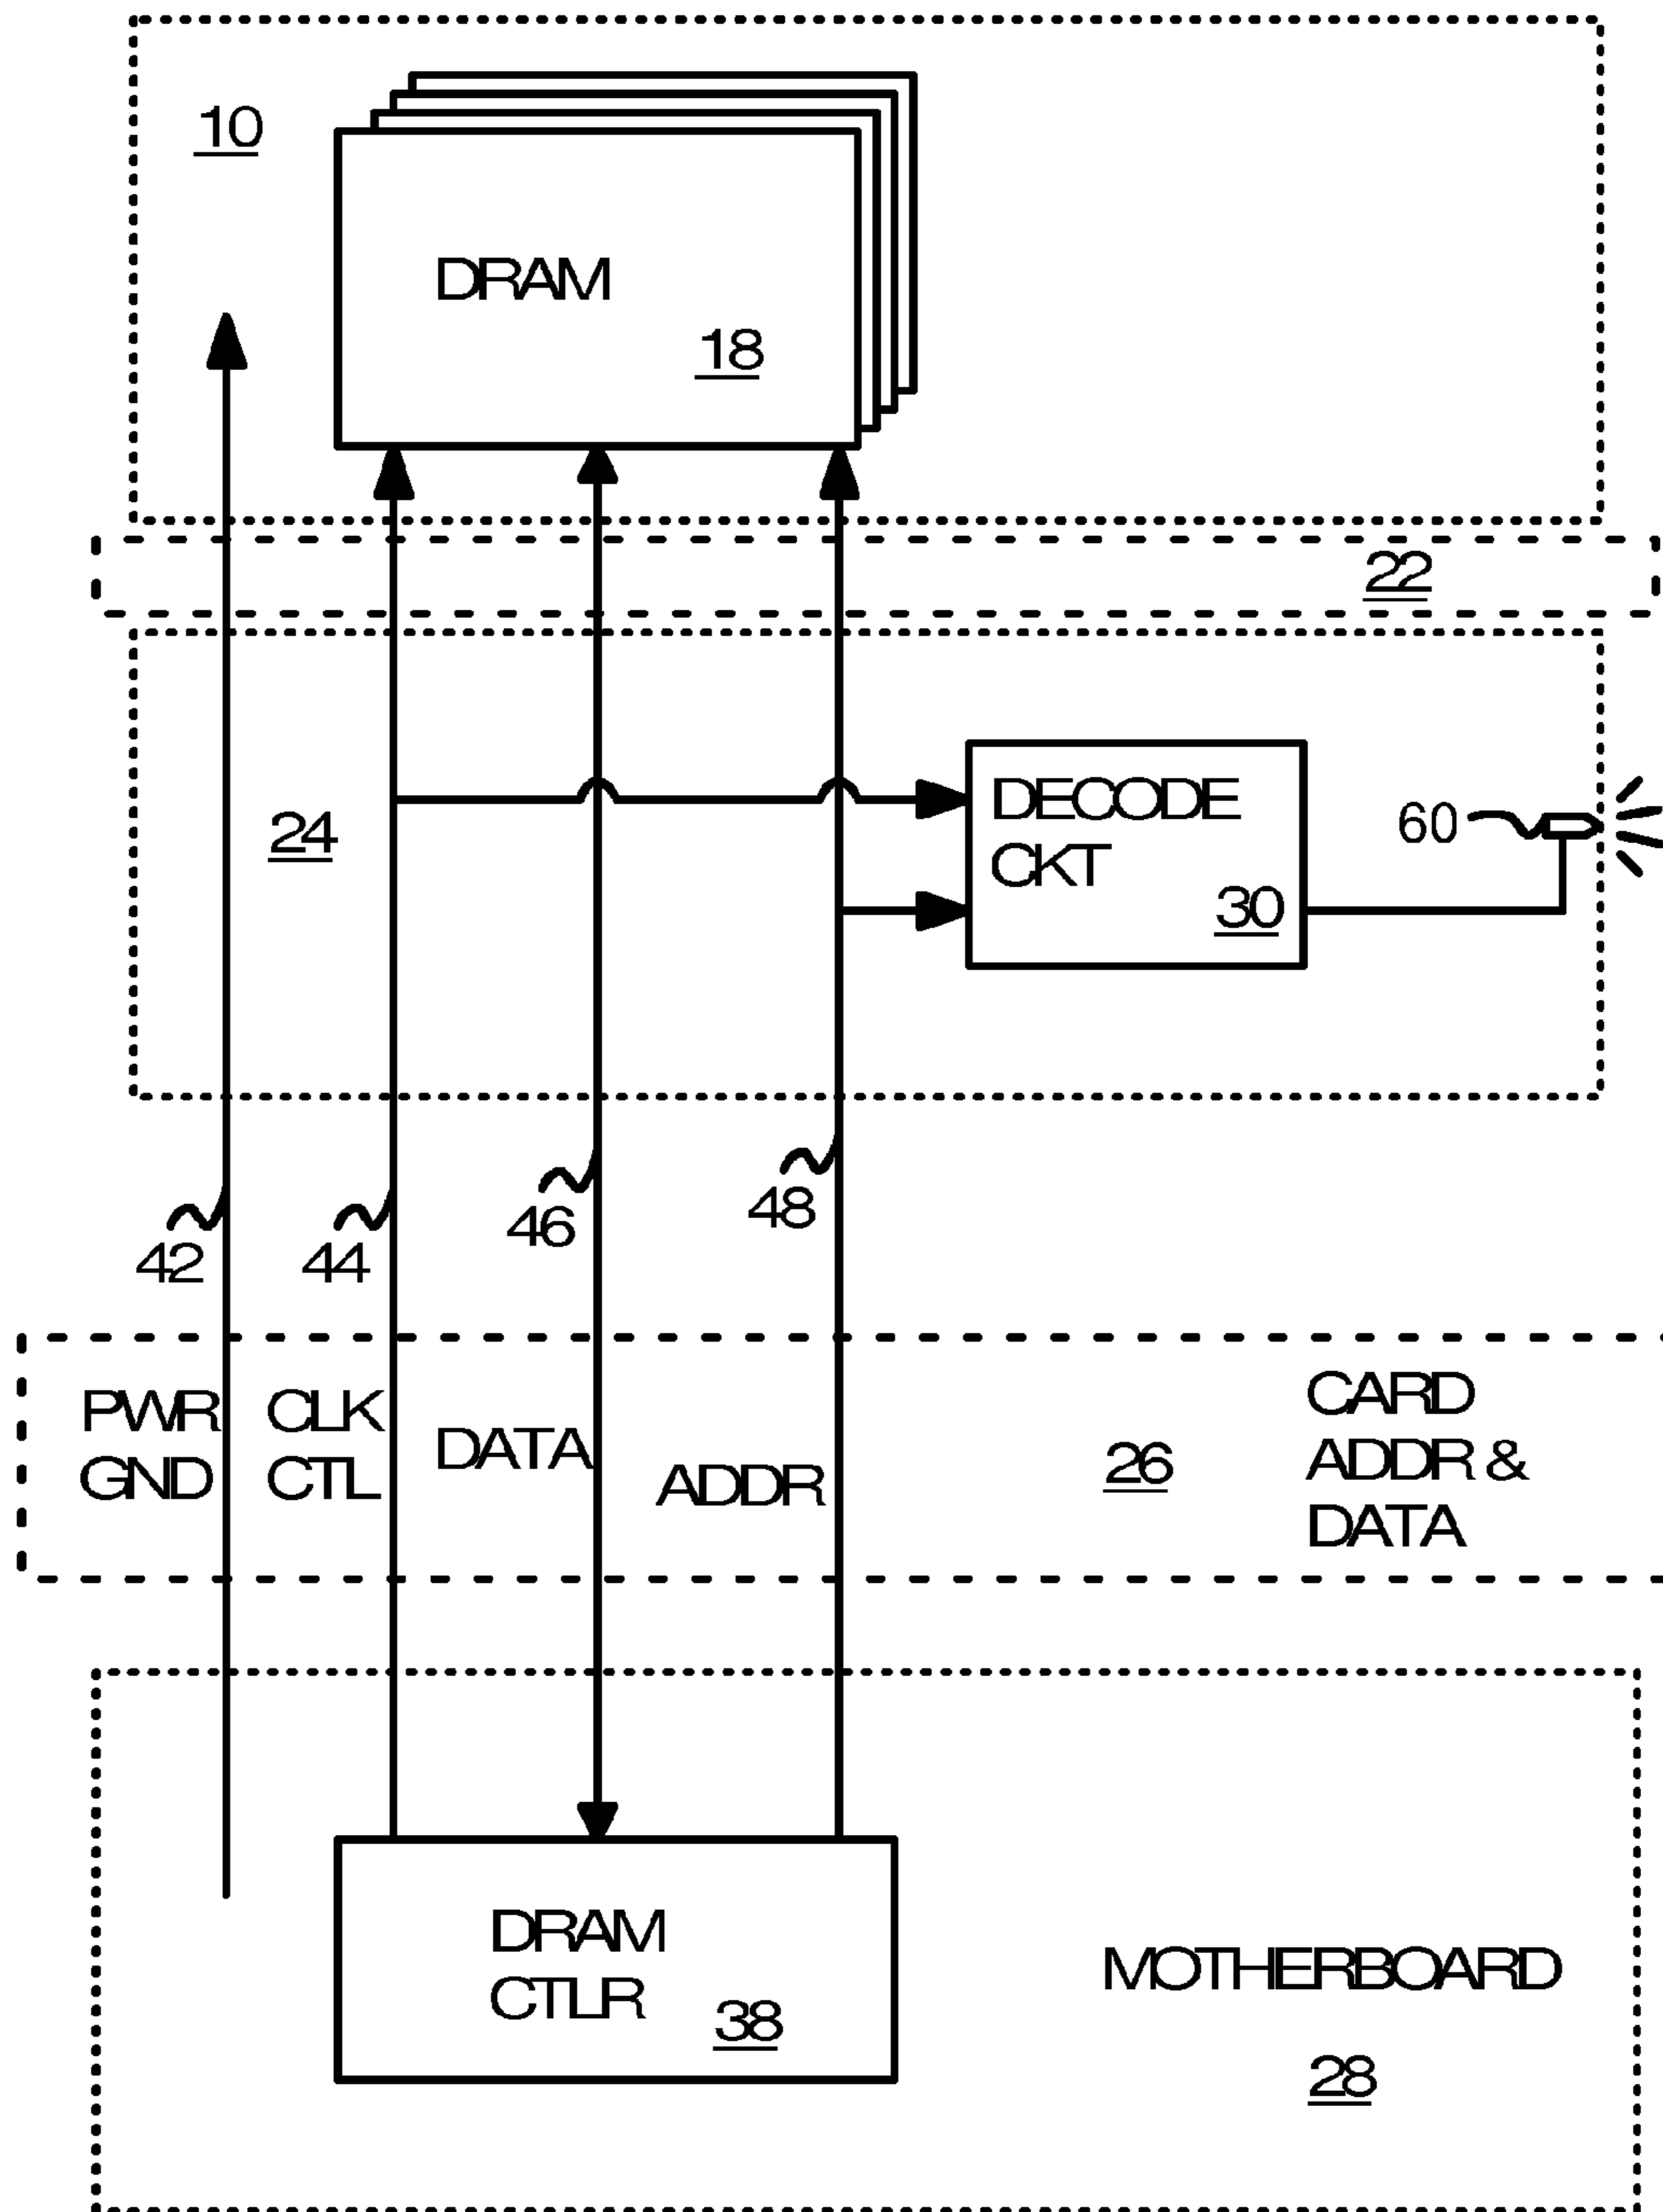 10
DRAM
18
22
24
DECODE
CKT
30
60
42
44
46
48
PWR
GND
CLK
CTL
DATA
ADDR
26
CARD
ADDR &
DATA
DRAM
CTLR
38
MOTHERBOARD
28